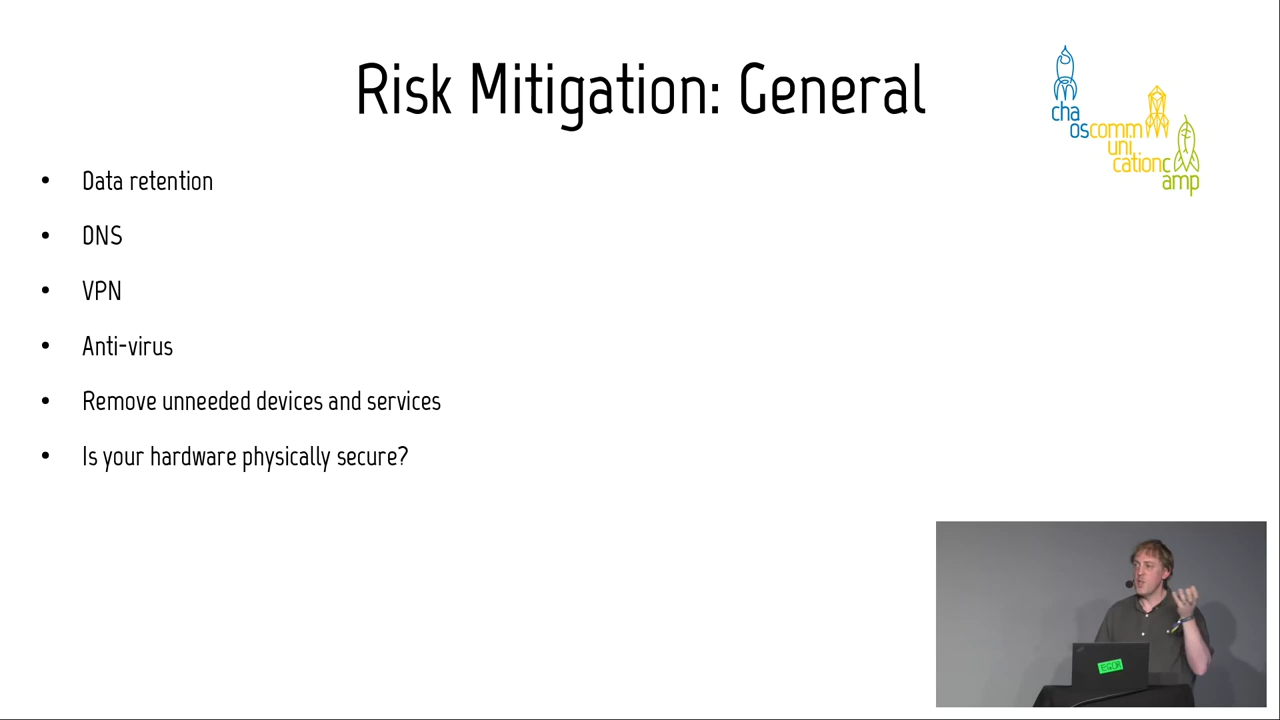 Risk Mitigation: General
cha
oscomm
uni
cationc
amp
• Data retention
• DNS
• VPN
• Anti-virus
• Remove unneeded devices and services
• Is your hardware physically secure?